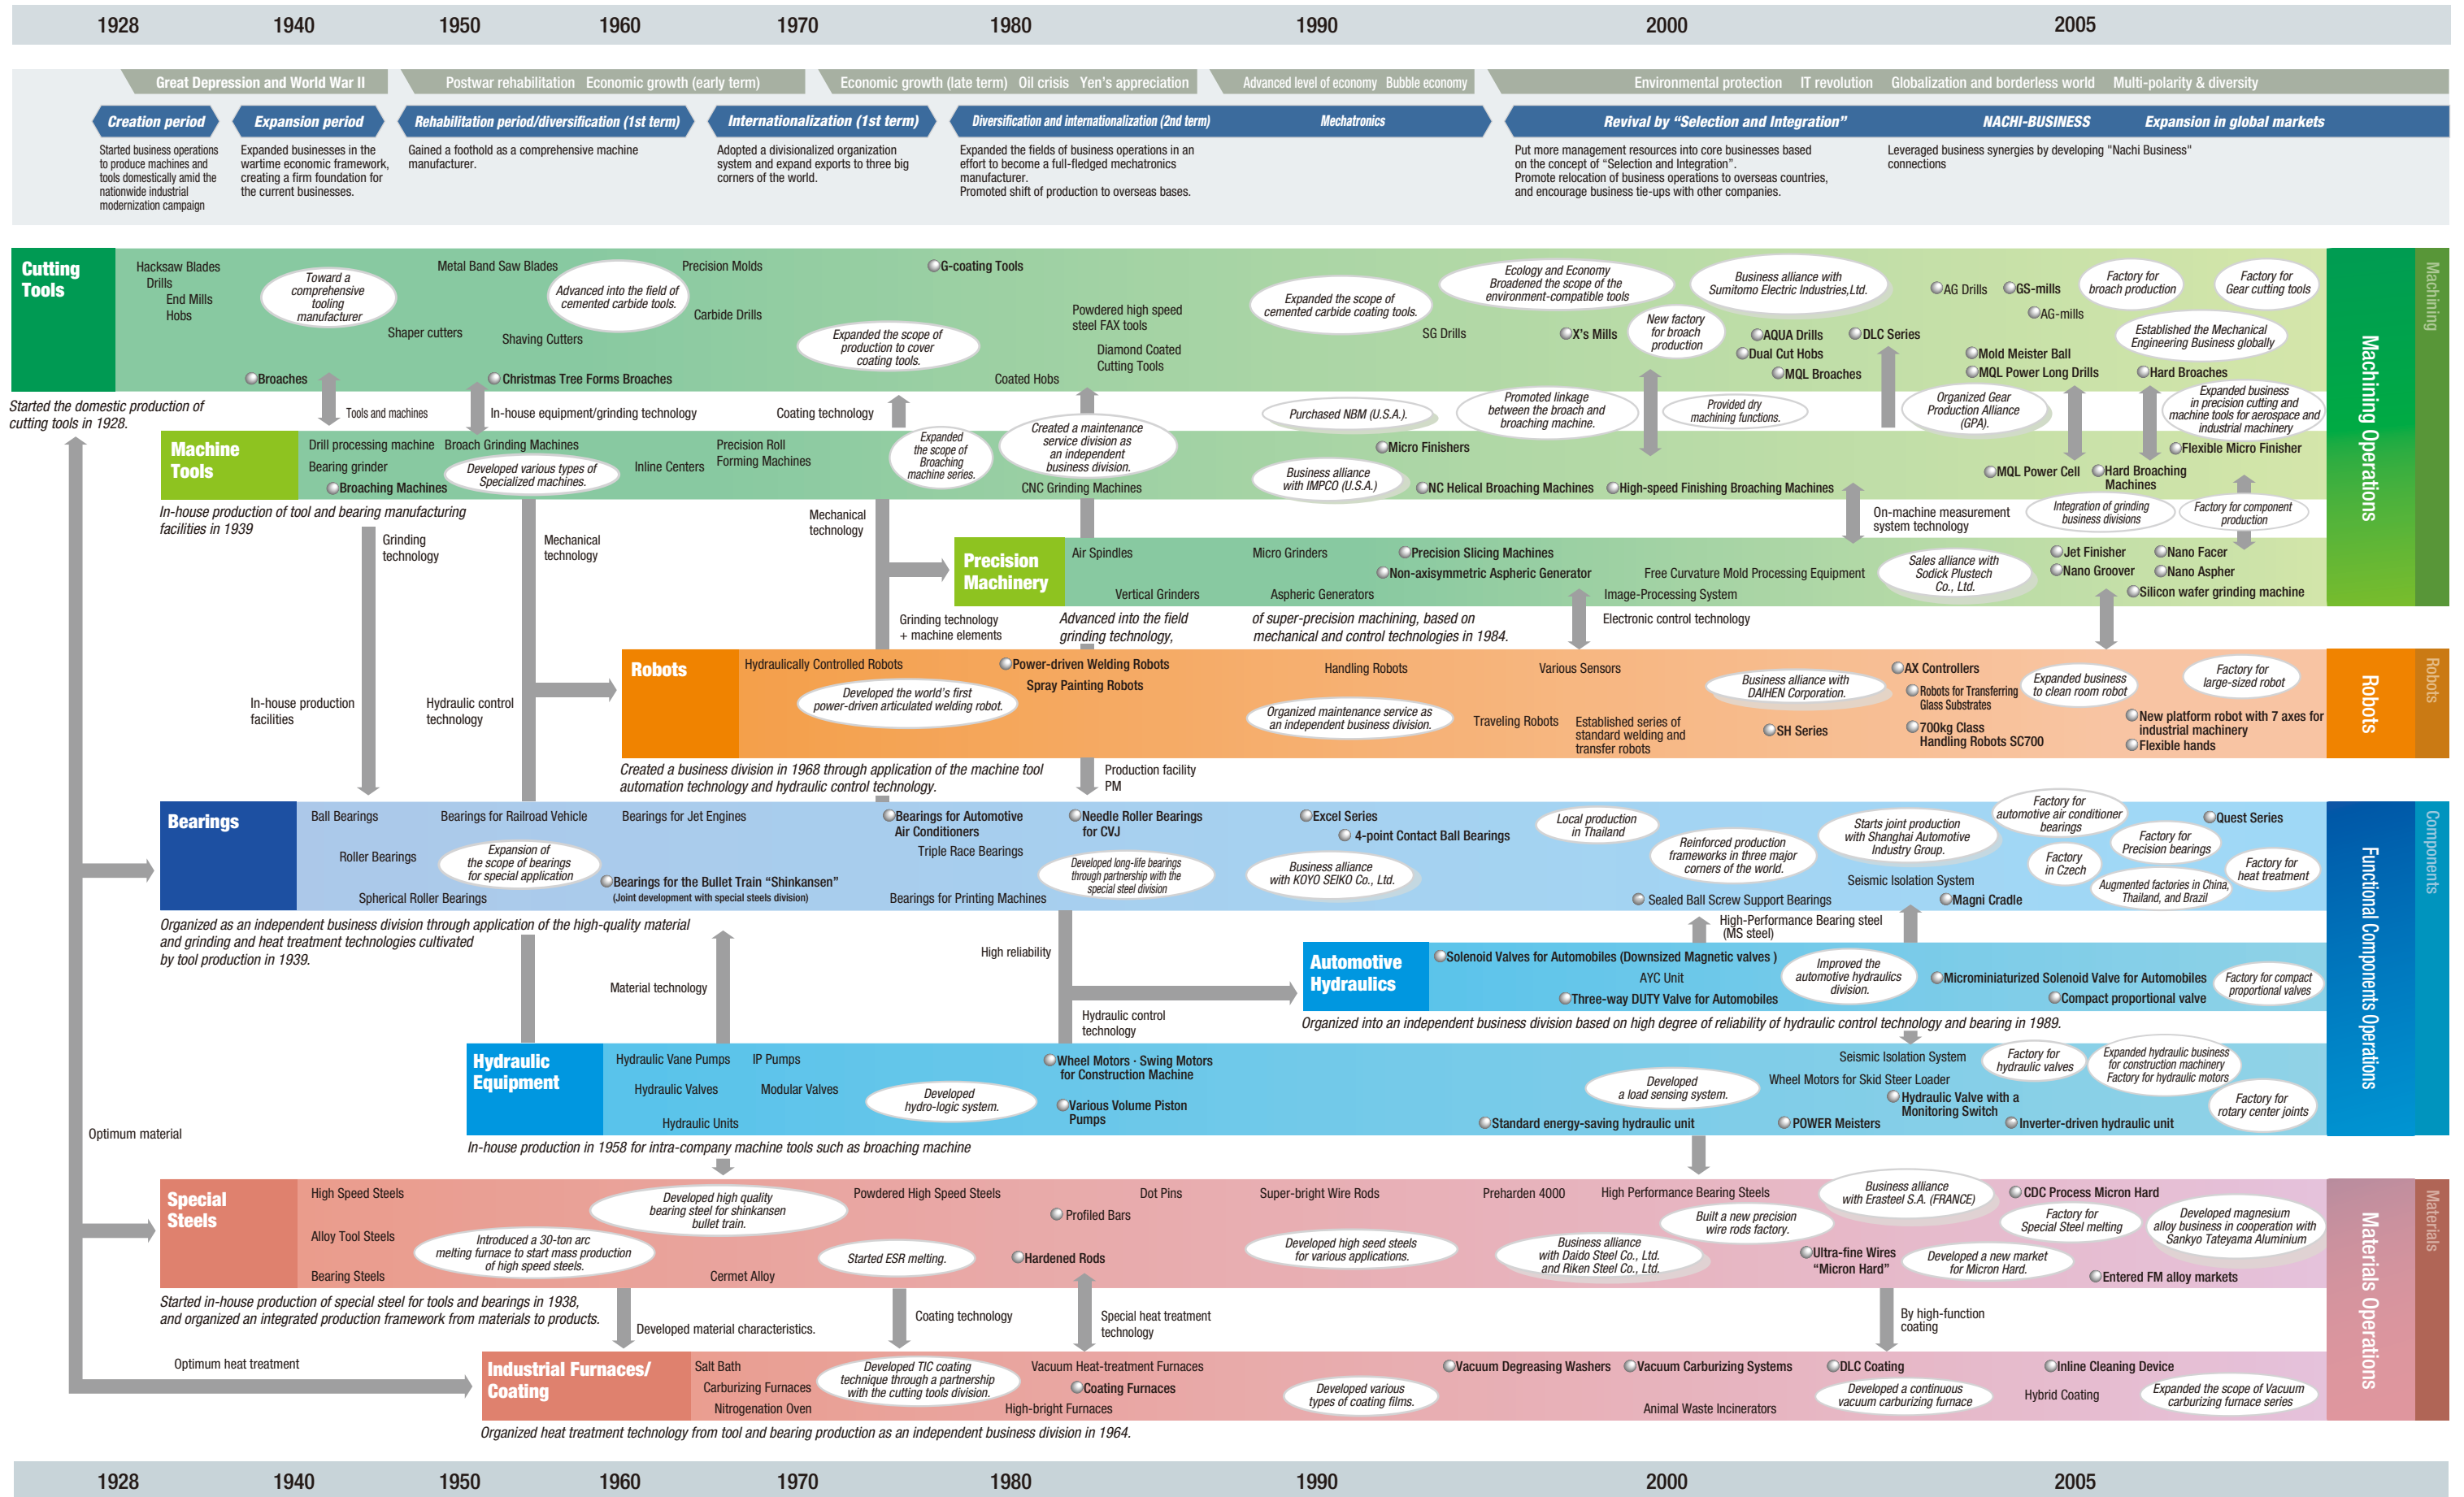 1928 1940 1950 1960 1970 1980 1990 2000 2005
Great Depression and World War II
Postwar rehabilitation Economic growth (early term)
Economic growth (late term) Oil crisis Yen's appreciation
Advanced level of economy Bubble economy
Environmental protection IT revolution Globalization and borderless world Multi-polarity & diversity
Creation period
Started business operations
to produce machines and
tools domestically amid the
nationwide industrial
modernization campaign
Expansion period
Expanded businesses in the
wartime economic framework,
creating a firm foundation for
the current businesses.
Rehabilitation period/diversification (1st term)
Gained a foothold as a comprehensive machine
manufacturer.
Internationalization (1st term)
Adopted a divisionalized organization
system and expand exports to three big
corners of the world.
Diversification and internationalization (2nd term)
Mechatronics
Expanded the fields of business operations in an
effort to become a full-fledged mechatronics
manufacturer.
Promoted shift of production to overseas bases.
Revival by “Selection and Integration”
Put more management resources into core businesses based
on the concept of “Selection and Integration”.
Promote relocation of business operations to overseas countries,
and encourage business tie-ups with other companies.
NACHI-BUSINESS
Expansion in global markets
Leveraged business synergies by developing "Nachi Business"
connections
Cutting
Tools
Hacksaw Blades
Drills
End Mills
Hobs
Toward a
comprehensive
tooling
manufacturer
Broaches
Shaper cutters
Metal Band Saw Blades
Shaving Cutters
Christmas Tree Forms Broaches
Advanced into the field of
cemented carbide tools.
Precision Molds
Carbide Drills
G-coating Tools
Expanded the scope of
production to cover
coating tools.
Powdered high speed
steel FAX tools
Diamond Coated
Cutting Tools
Coated Hobs
Expanded the scope of
cemented carbide coating tools.
SG Drills
Ecology and Economy
Broadened the scope of the
environment-compatible tools
X's Mills
New factory
for broach
production
Business alliance with
Sumitomo Electric Industries,Ltd.
AQUA Drills
Dual Cut Hobs
MQL Broaches
DLC Series
AG Drills
GS-mills
AG-mills
Mold Meister Ball
MQL Power Long Drills
Factory for
broach production
Factory for
Gear cutting tools
Established the Mechanical
Engineering Business globally
Hard Broaches
Started the domestic production of
cutting tools in 1928.
Tools and machines
In-house equipment/grinding technology
Coating technology
Created a maintenance
service division as
an independent
business division.
Purchased NBM (U.S.A.).
Promoted linkage
between the broach and
broaching machine.
Provided dry
machining functions.
Organized Gear
Production Alliance
(GPA).
Expanded business
in precision cutting and
machine tools for aerospace and
industrial machinery
Machine
Tools
Drill processing machine
Bearing grinder
Broaching Machines
Broach Grinding Machines
Developed various types of
Specialized machines.
Inline Centers
Precision Roll
Forming Machines
Expanded
the scope of
Broaching
machine series.
CNC Grinding Machines
Business alliance
with IMPCO (U.S.A.)
Micro Finishers
NC Helical Broaching Machines
High-speed Finishing Broaching Machines
MQL Power Cell
Hard Broaching
Machines
Flexible Micro Finisher
In-house production of tool and bearing manufacturing
facilities in 1939
Grinding
technology
Mechanical
technology
Mechanical
technology
On-machine measurement
system technology
Integration of grinding
business divisions
Factory for component
production
Precision
Machinery
Air Spindles
Vertical Grinders
Micro Grinders
Aspheric Generators
Precision Slicing Machines
Non-axisymmetric Aspheric Generator
Free Curvature Mold Processing Equipment
Image-Processing System
Sales alliance with
Sodick Plustech
Co., Ltd.
Jet Finisher
Nano Groover
Nano Facer
Nano Aspher
Silicon wafer grinding machine
Grinding technology
+ machine elements
Advanced into the field of super-precision machining, based on
grinding technology, mechanical and control technologies in 1984.
Electronic control technology
Machining Operations
Machining
In-house production
facilities
Hydraulic control
technology
Robots
Hydraulically Controlled Robots
Developed the world's first
power-driven articulated welding robot.
Power-driven Welding Robots
Spray Painting Robots
Handling Robots
Organized maintenance service as
an independent business division.
Traveling Robots
Various Sensors
Established series of
standard welding and
transfer robots
Business alliance with
DAIHEN Corporation.
SH Series
AX Controllers
Robots for Transferring
Glass Substrates
700kg Class
Handling Robots SC700
Expanded business
to clean room robot
Factory for
large-sized robot
New platform robot with 7 axes for
industrial machinery
Flexible hands
Robots
Robots
Created a business division in 1968 through application of the machine tool
automation technology and hydraulic control technology.
Production facility
PM
Bearings
Ball Bearings
Roller Bearings
Spherical Roller Bearings
Bearings for Railroad Vehicle
Expansion of
the scope of bearings
for special application
Bearings for Jet Engines
Bearings for the Bullet Train “Shinkansen”
(Joint development with special steels division)
Bearings for Automotive
Air Conditioners
Triple Race Bearings
Bearings for Printing Machines
Needle Roller Bearings
for CVJ
Developed long-life bearings
through partnership with the
special steel division
Excel Series
4-point Contact Ball Bearings
Business alliance
with KOYO SEIKO Co., Ltd.
Local production
in Thailand
Reinforced production
frameworks in three major
corners of the world.
Sealed Ball Screw Support Bearings
Starts joint production
with Shanghai Automotive
Industry Group.
Seismic Isolation System
Magni Cradle
Factory for
automotive air conditioner
bearings
Factory
in Czech
Factory for
Precision bearings
Augmented factories in China,
Thailand, and Brazil
Quest Series
Factory for
heat treatment
Organized as an independent business division through application of the high-quality material
and grinding and heat treatment technologies cultivated
by tool production in 1939.
Material technology
High reliability
High-Performance Bearing steel
(MS steel)
Automotive
Hydraulics
Solenoid Valves for Automobiles (Downsized Magnetic valves )
AYC Unit
Three-way DUTY Valve for Automobiles
Improved the
automotive hydraulics
division.
Microminiaturized Solenoid Valve for Automobiles
Compact proportional valve
Factory for compact
proportional valves
Hydraulic control
technology
Organized into an independent business division based on high degree of reliability of hydraulic control technology and bearing in 1989.
Functional Components Operations
Components
Hydraulic
Equipment
Hydraulic Vane Pumps
Hydraulic Valves
Hydraulic Units
IP Pumps
Modular Valves
Developed
hydro-logic system.
Wheel Motors · Swing Motors
for Construction Machine
Various Volume Piston
Pumps
Standard energy-saving hydraulic unit
Developed
a load sensing system.
Seismic Isolation System
Wheel Motors for Skid Steer Loader
Hydraulic Valve with a
Monitoring Switch
POWER Meisters
Inverter-driven hydraulic unit
Factory for
hydraulic valves
Expanded hydraulic business
for construction machinery
Factory for hydraulic motors
Factory for
rotary center joints
In-house production in 1958 for intra-company machine tools such as broaching machine
Optimum material
Special
Steels
High Speed Steels
Alloy Tool Steels
Bearing Steels
Introduced a 30-ton arc
melting furnace to start mass production
of high speed steels.
Developed high quality
bearing steel for shinkansen
bullet train.
Cermet Alloy
Powdered High Speed Steels
Started ESR melting.
Profiled Bars
Hardened Rods
Dot Pins
Super-bright Wire Rods
Developed high seed steels
for various applications.
Preharden 4000
High Performance Bearing Steels
Business alliance
with Daido Steel Co., Ltd.
and Riken Steel Co., Ltd.
Built a new precision
wire rods factory.
Ultra-fine Wires
“Micron Hard”
Business alliance
with Erasteel S.A. (FRANCE)
Developed a new market
for Micron Hard.
CDC Process Micron Hard
Factory for
Special Steel melting
Entered FM alloy markets
Developed magnesium
alloy business in cooperation with
Sankyo Tateyama Aluminium
Started in-house production of special steel for tools and bearings in 1938,
and organized an integrated production framework from materials to products.
Developed material characteristics.
Coating technology
Special heat treatment
technology
By high-function
coating
Optimum heat treatment
Industrial Furnaces/
Coating
Salt Bath
Carburizing Furnaces
Nitrogenation Oven
Developed TIC coating
technique through a partnership
with the cutting tools division.
Vacuum Heat-treatment Furnaces
Coating Furnaces
High-bright Furnaces
Developed various
types of coating films.
Vacuum Degreasing Washers
Vacuum Carburizing Systems
Animal Waste Incinerators
DLC Coating
Developed a continuous
vacuum carburizing furnace
Inline Cleaning Device
Hybrid Coating
Expanded the scope of Vacuum
carburizing furnace series
Organized heat treatment technology from tool and bearing production as an independent business division in 1964.
Materials Operations
Materials
1928 1940 1950 1960 1970 1980 1990 2000 2005